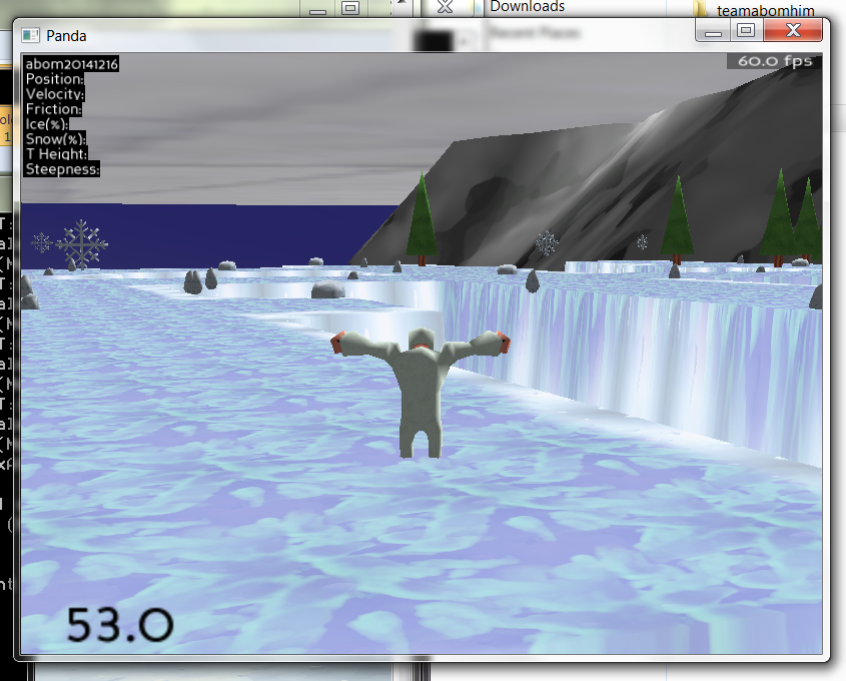 Downloads
teamabomhim
Recent Places
Panda
abom20141216
60.0 fps
Position:
Velocity:
Friction:
Ice(%):
Snow(%):
T Height:
Steepness:
53.0